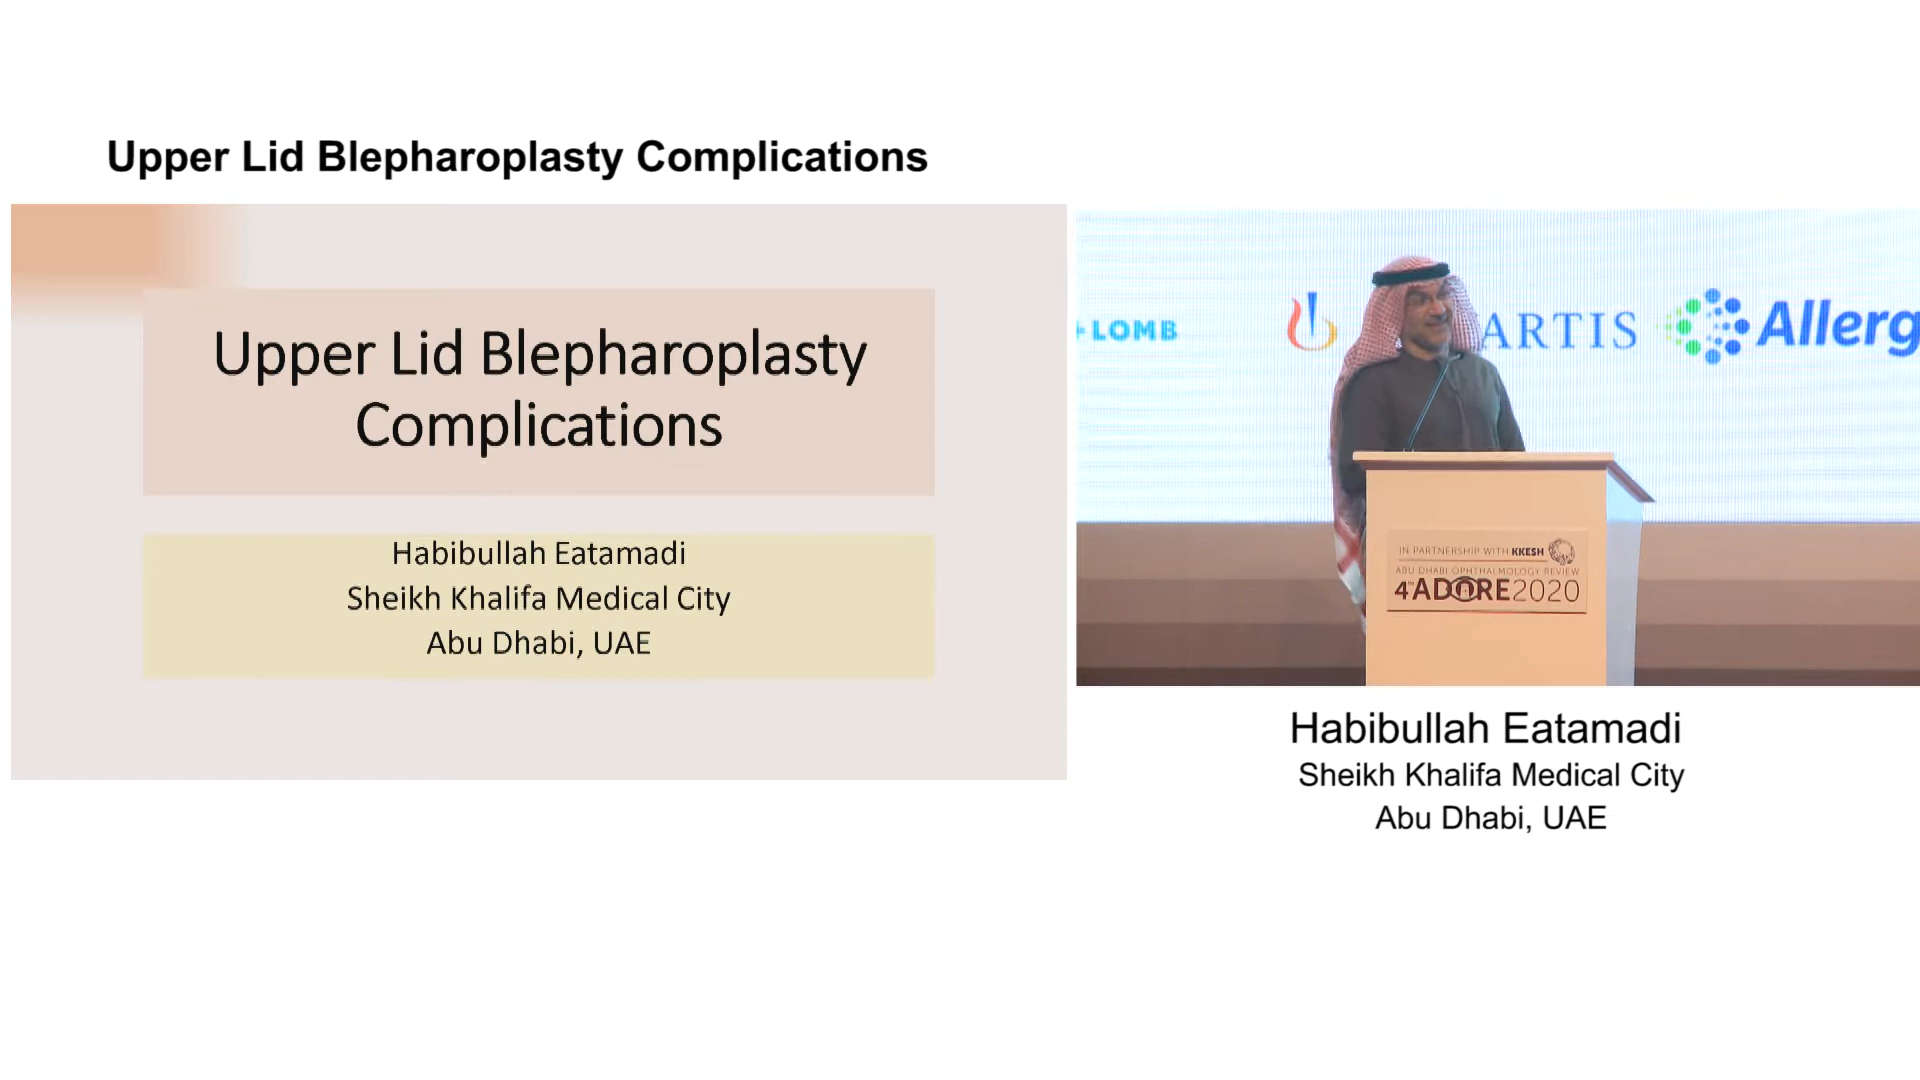 Upper Lid Blepharoplasty Complications
Upper Lid Blepharoplasty
Complications
Habibullah Eatamadi
Sheikh Khalifa Medical City
Abu Dhabi, UAE
+LOMB
ARTIS
Allerg
IN PARTNERSHIP WITH KKESH
ABU DHABI OPHTHALMOLOGY REVIEW
4TH ADORE2020
Habibullah Eatamadi
Sheikh Khalifa Medical City
Abu Dhabi, UAE